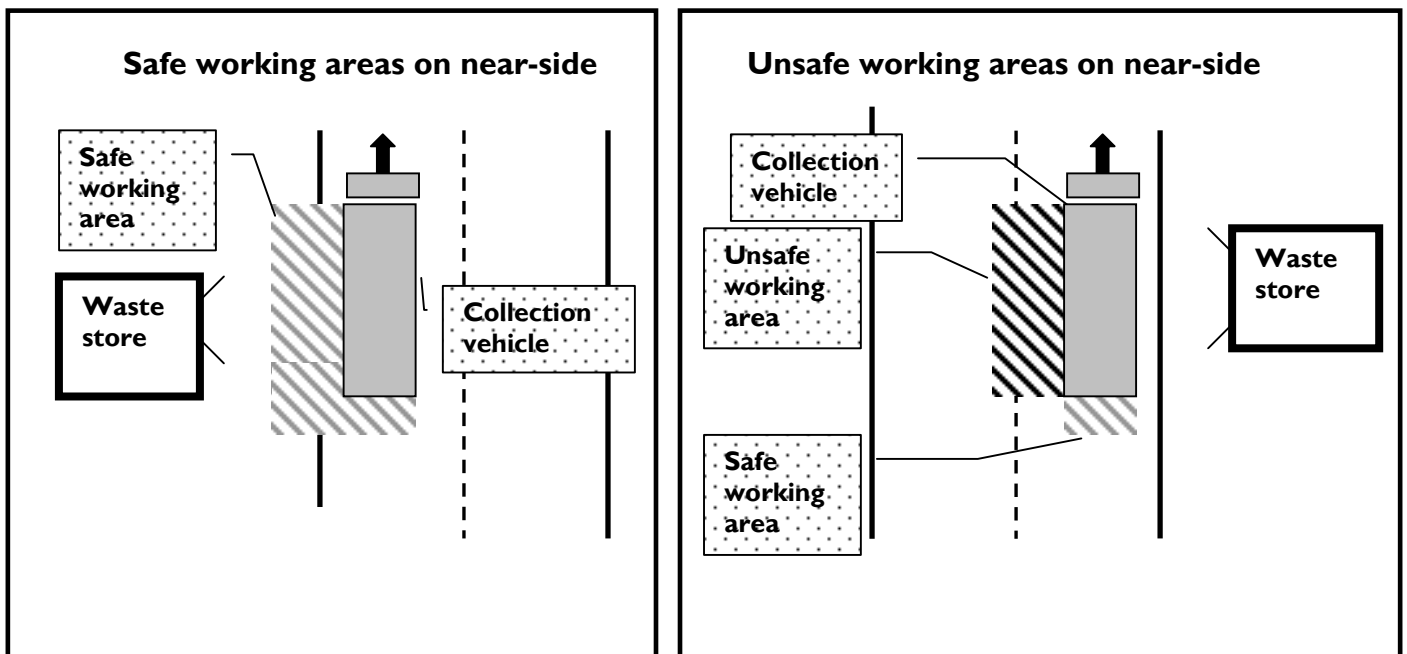 Safe working areas on near-side
Safe
working
area
Waste
store
Collection
vehicle
Unsafe working areas on near-side
Collection
vehicle
Unsafe
working
area
Waste
store
Safe
working
area